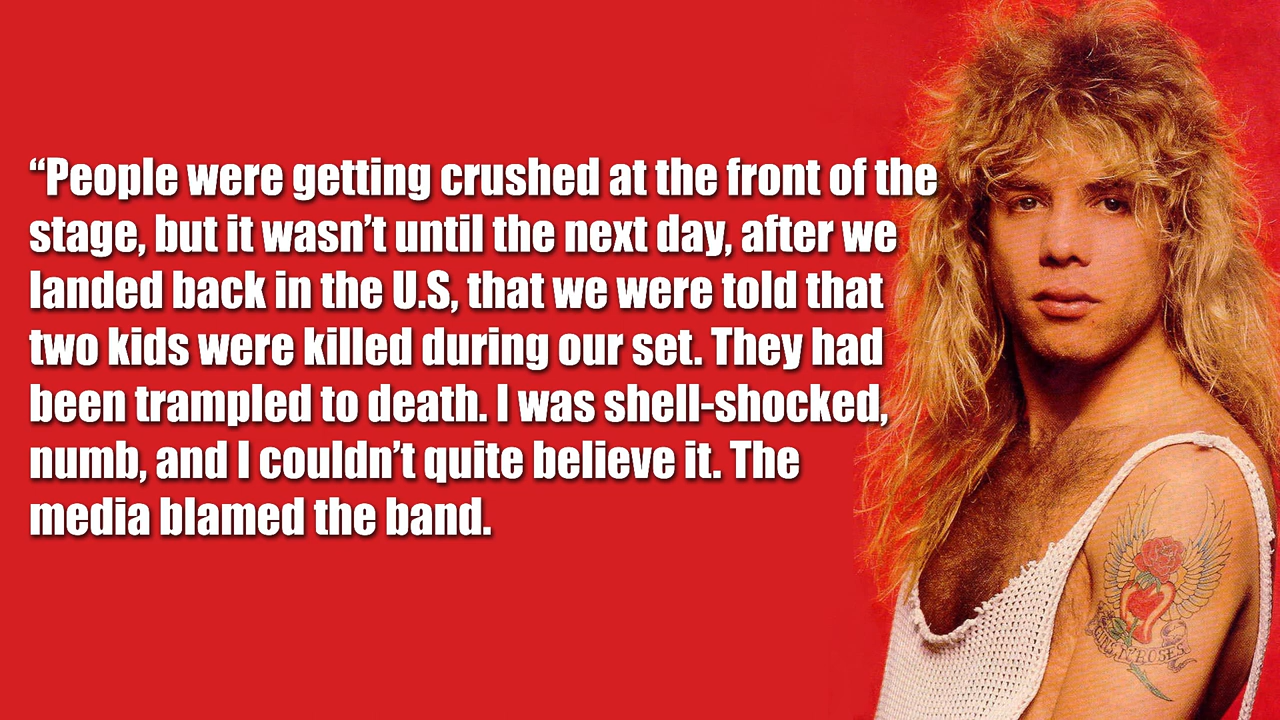 “People were getting crushed at the front of the
stage, but it wasn’t until the next day, after we
landed back in the U.S, that we were told that
two kids were killed during our set. They had
been trampled to death. I was shell-shocked,
numb, and I couldn’t quite believe it. The
media blamed the band.
GUNS N' ROSES